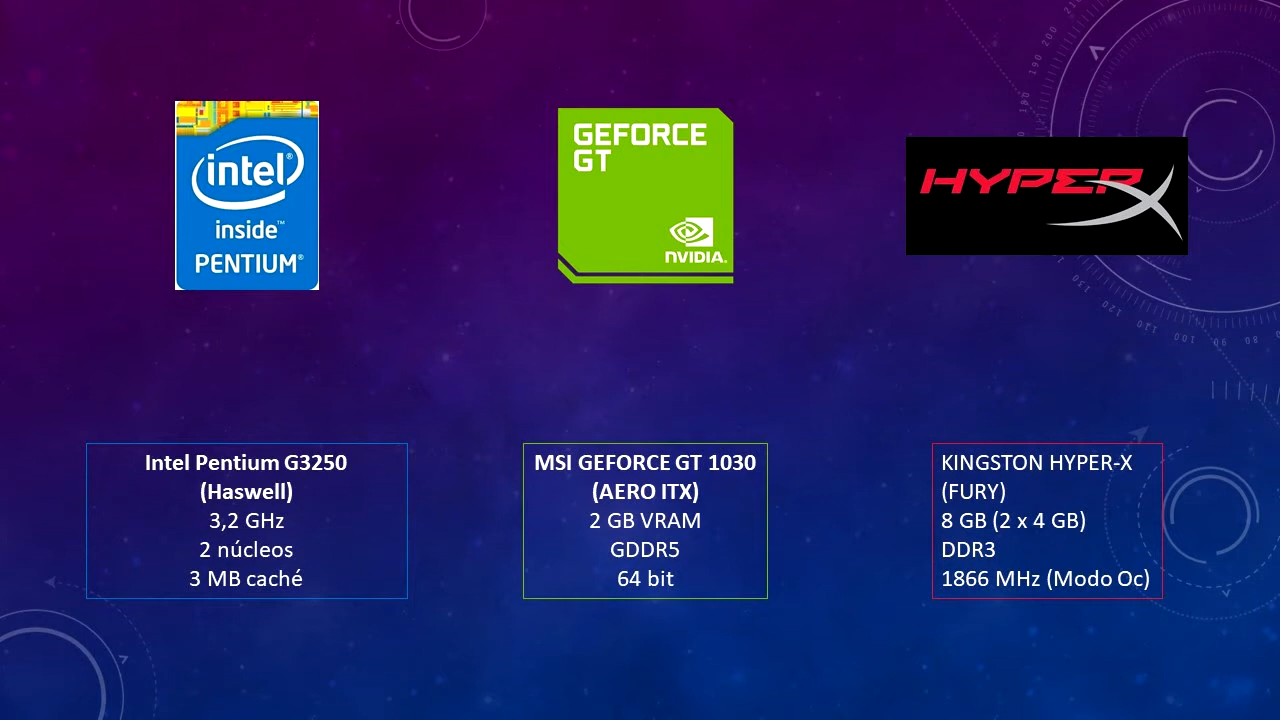 intel®
inside™
PENTIUM®
GEFORCE
GT
NVIDIA.
HYPERX
Intel Pentium G3250
(Haswell)
3,2 GHz
2 núcleos
3 MB caché
MSI GEFORCE GT 1030
(AERO ITX)
2 GB VRAM
GDDR5
64 bit
KINGSTON HYPER-X
(FURY)
8 GB (2 x 4 GB)
DDR3
1866 MHz (Modo Oc)